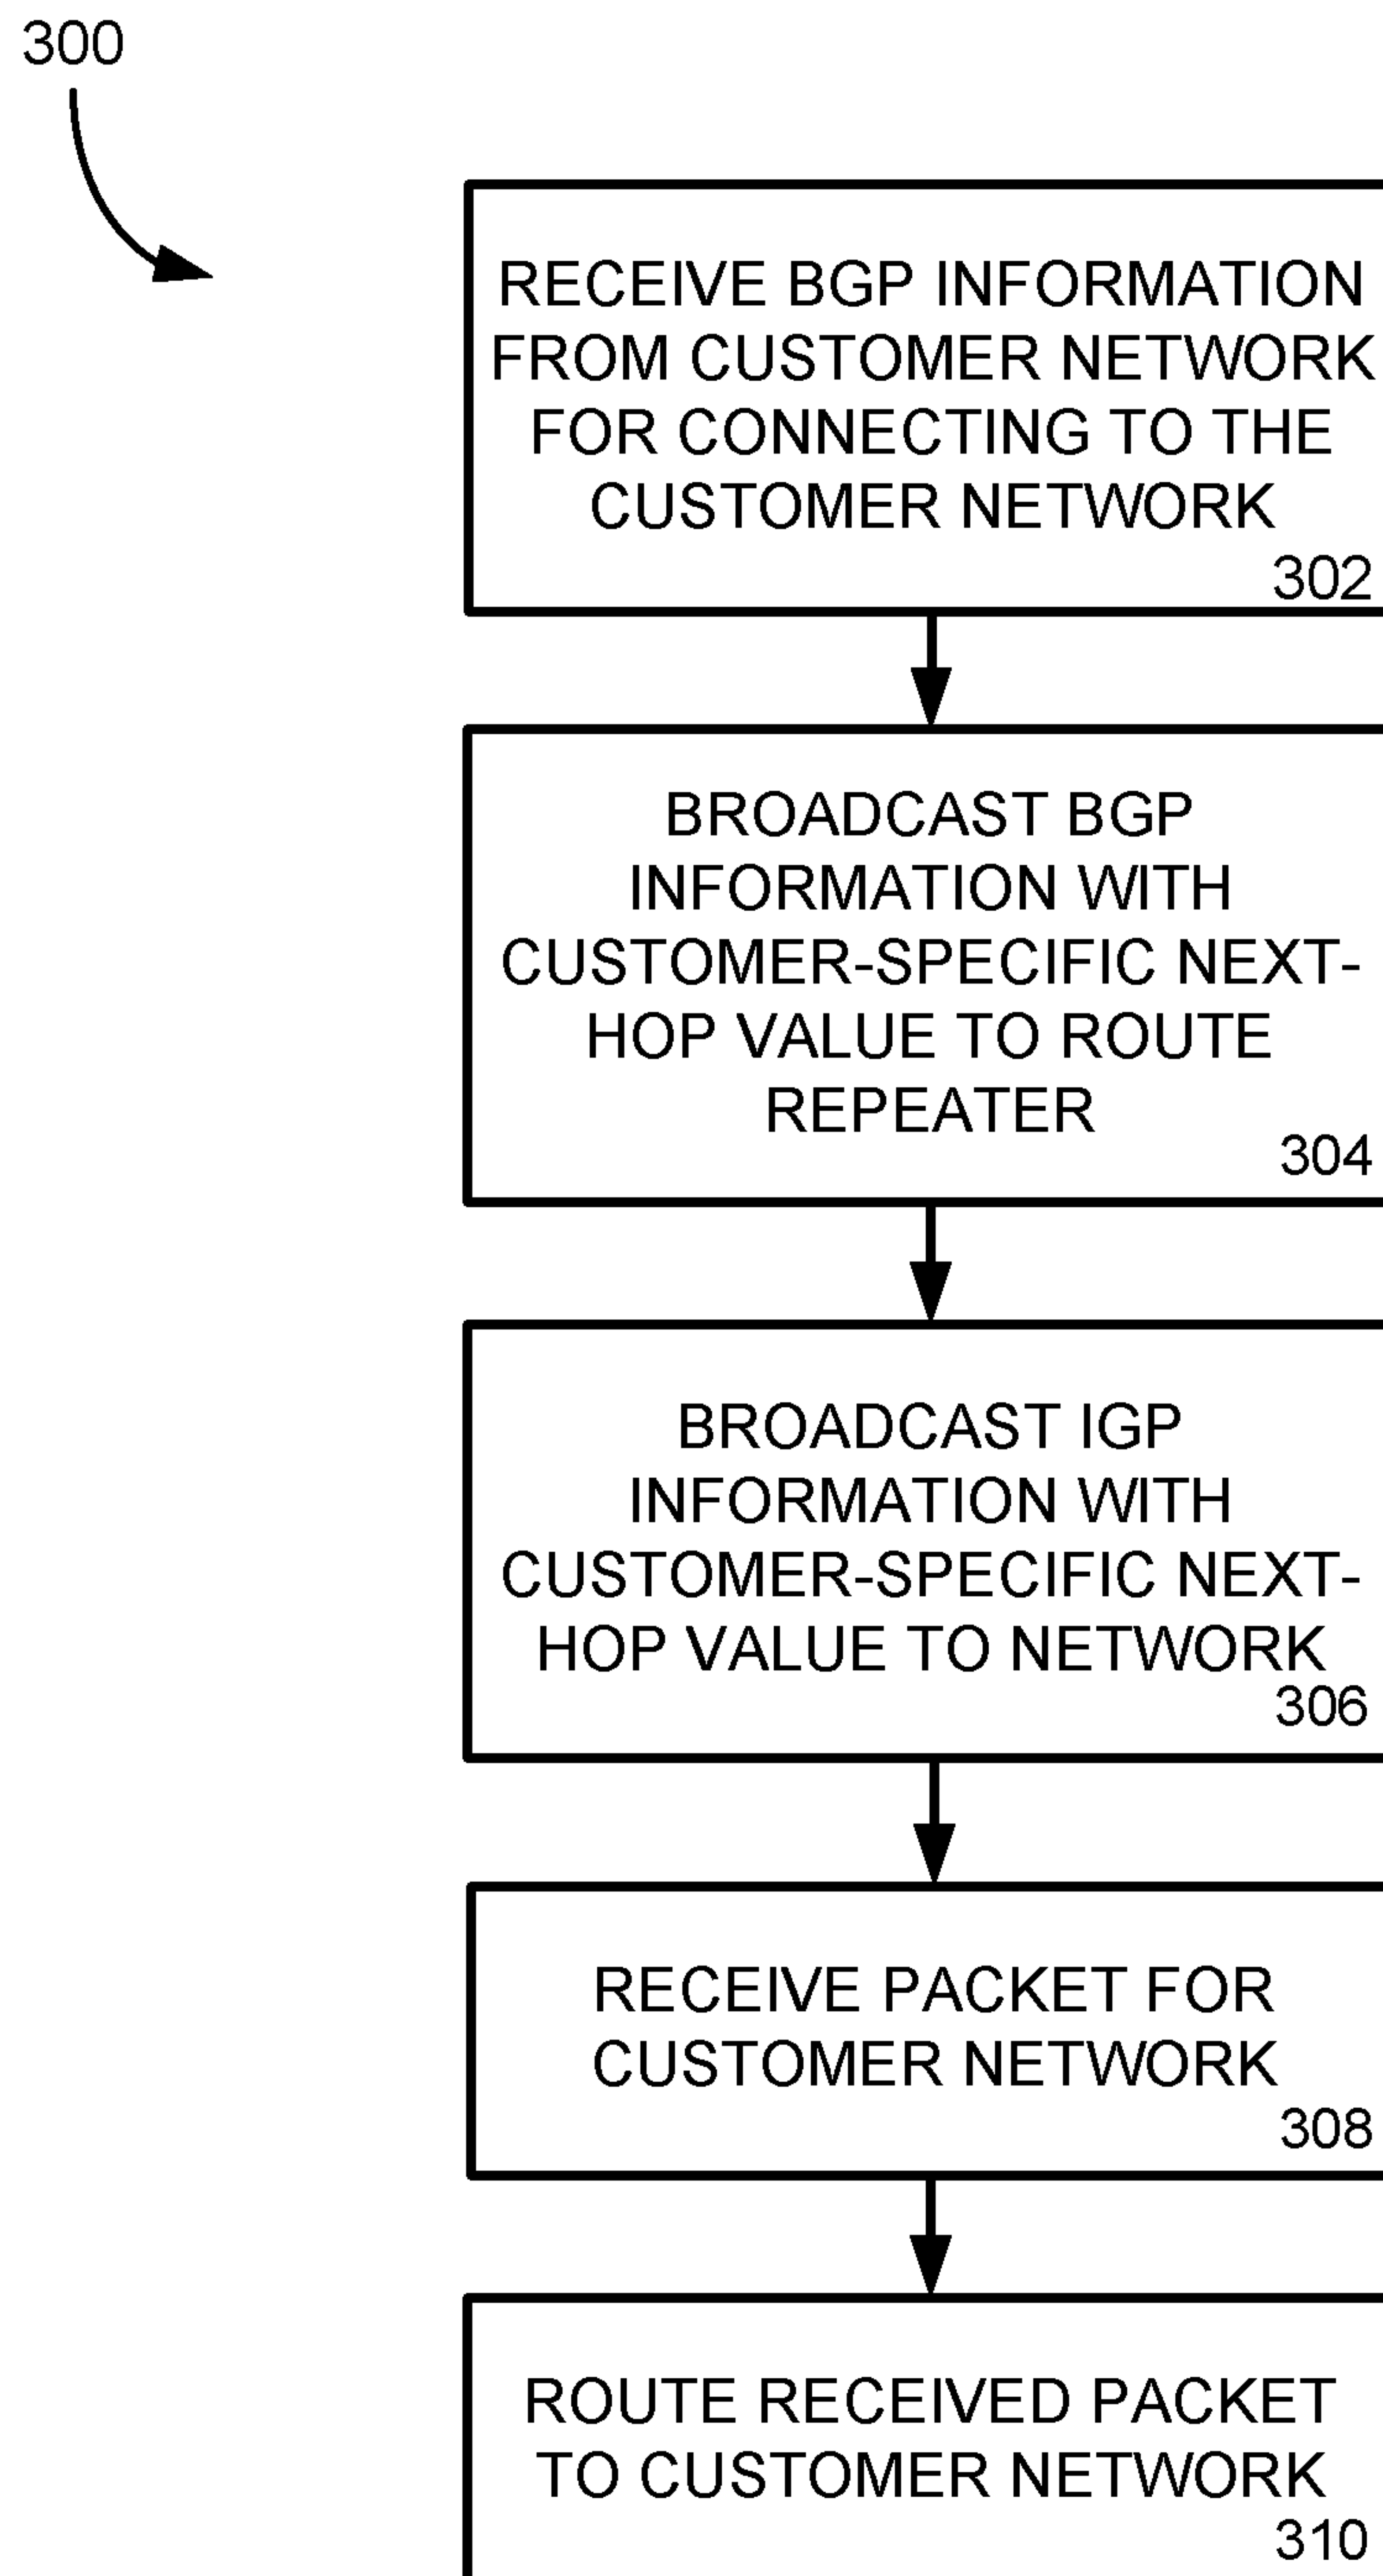 300
RECEIVE BGP INFORMATION
FROM CUSTOMER NETWORK
FOR CONNECTING TO THE
CUSTOMER NETWORK
302
BROADCAST BGP
INFORMATION WITH
CUSTOMER-SPECIFIC NEXT-
HOP VALUE TO ROUTE
REPEATER
304
BROADCAST IGP
INFORMATION WITH
CUSTOMER-SPECIFIC NEXT-
HOP VALUE TO NETWORK
306
RECEIVE PACKET FOR
CUSTOMER NETWORK
308
ROUTE RECEIVED PACKET
TO CUSTOMER NETWORK
310